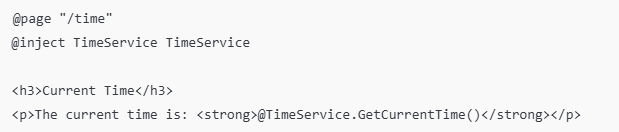 @page "/time"
@inject TimeService TimeService
<h3>Current Time</h3>
<p>The current time is: <strong>@TimeService.GetCurrentTime()</strong></p>